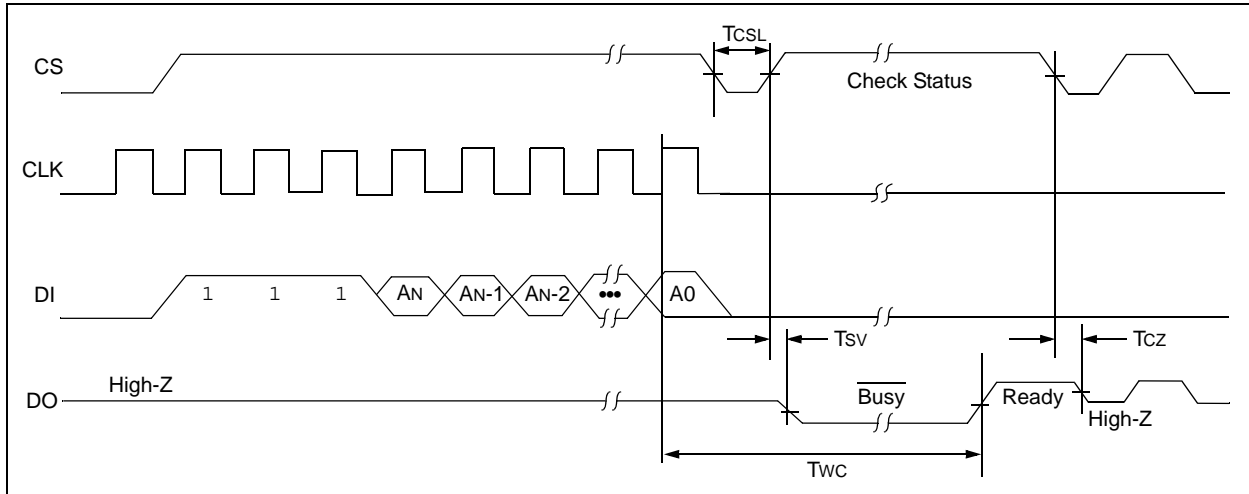 TCSL
CS
Check Status
CLK
DI
1 1 1 AN AN-1 AN-2 ••• A0
TSV
TCZ
High-Z
DO
Busy
Ready
High-Z
TWC